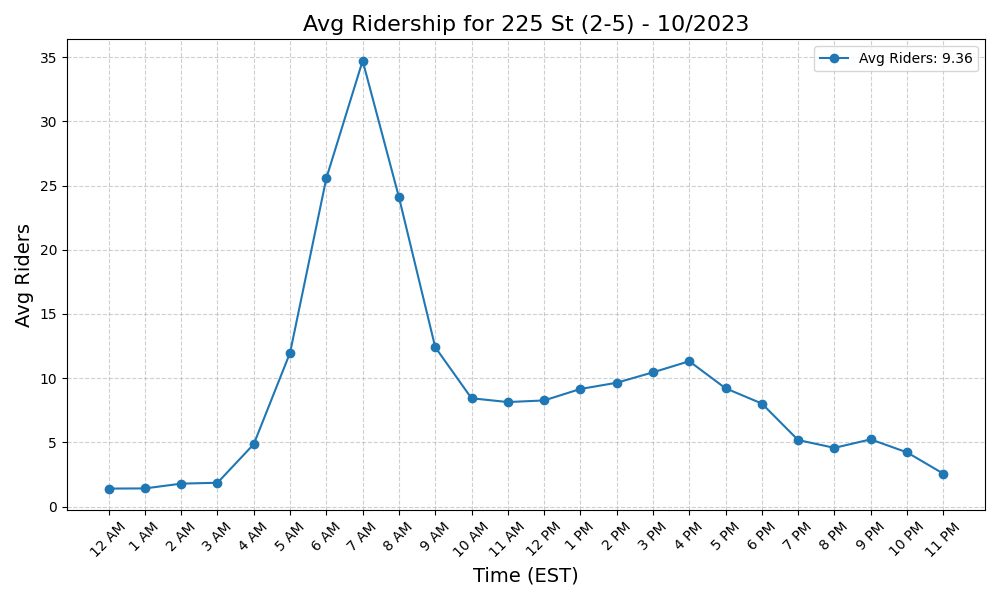 Avg Ridership for 225 St (2-5) - 10/2023
Avg Riders: 9.36
Avg Riders
35
30
25
20
15
10
5
0
12 AM
1 AM
2 AM
3 AM
4 AM
5 AM
6 AM
7 AM
8 AM
9 AM
10 AM
11 AM
12 PM
1 PM
2 PM
3 PM
4 PM
5 PM
6 PM
7 PM
8 PM
9 PM
10 PM
11 PM
Time (EST)